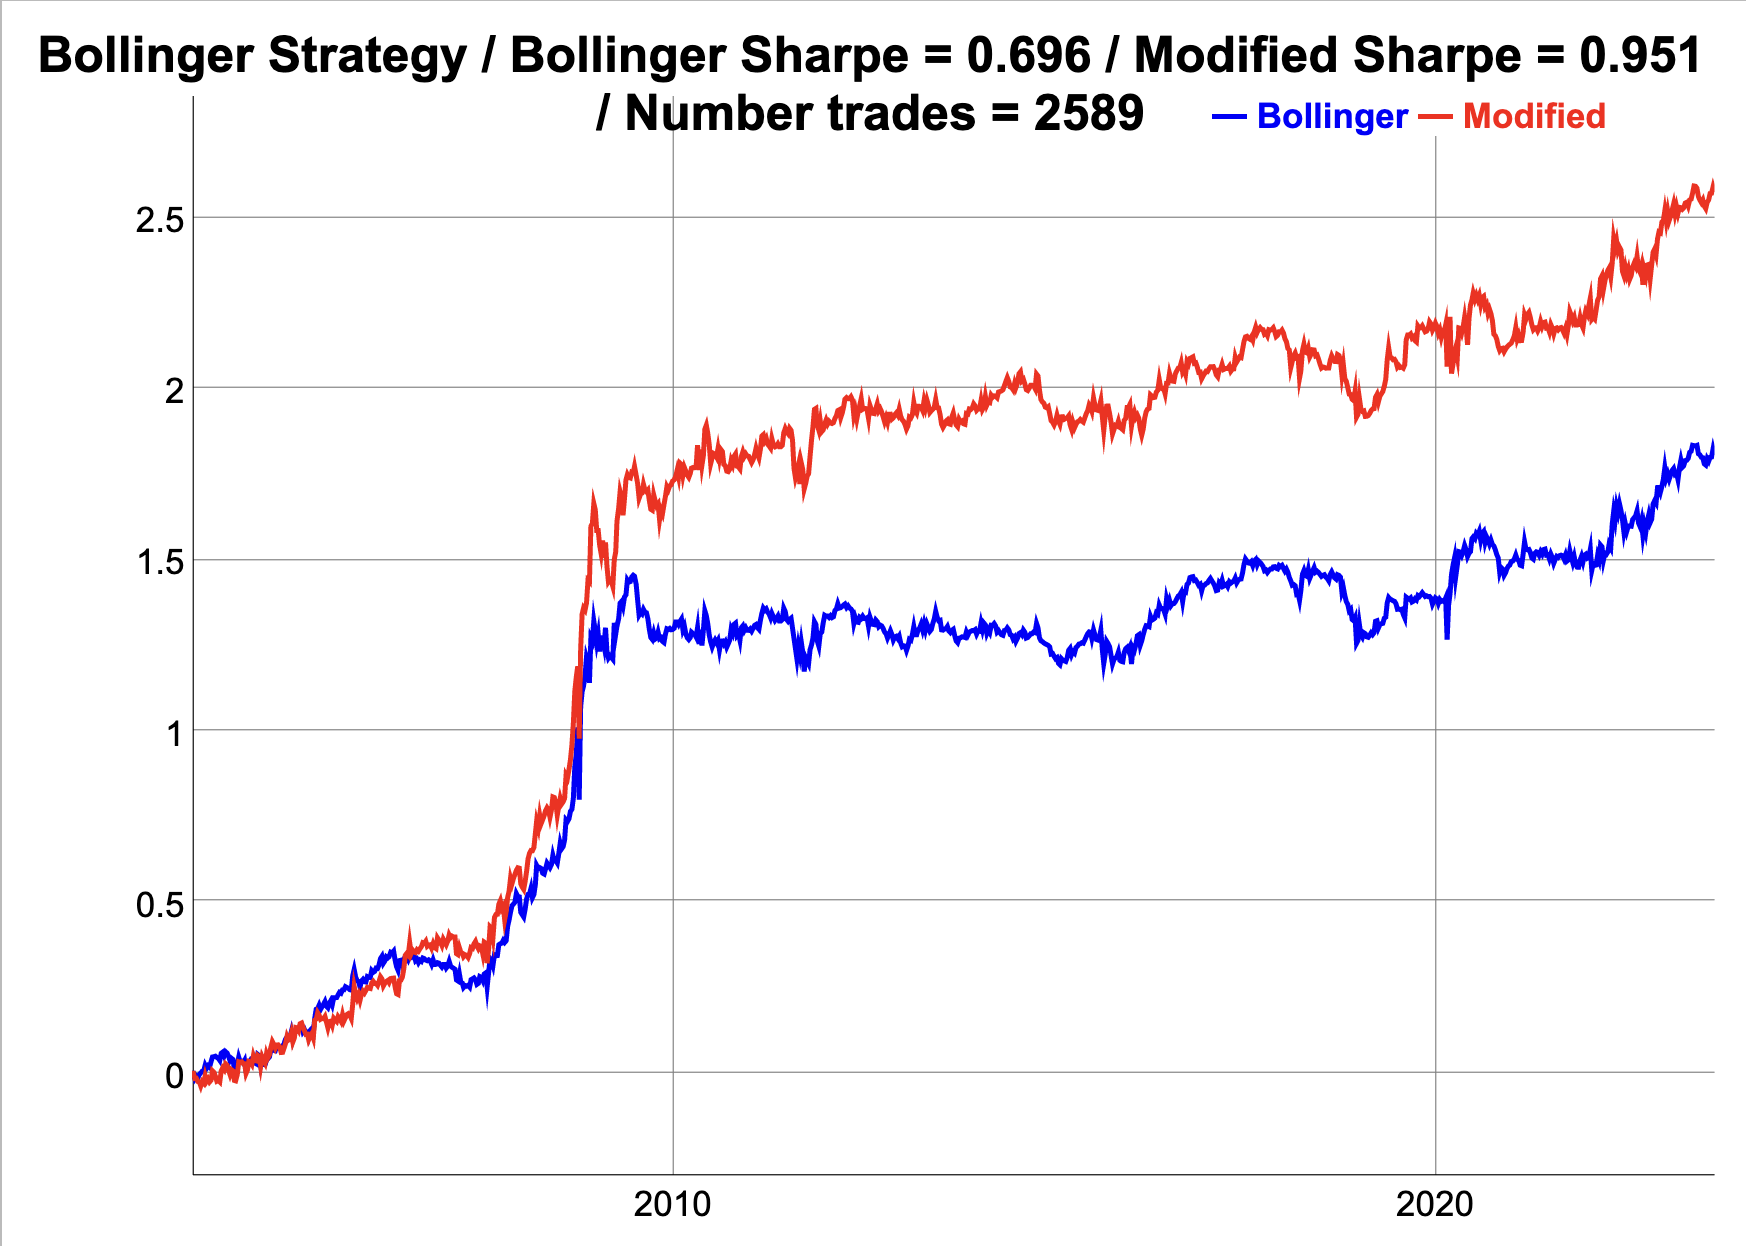 Bollinger Strategy / Bollinger Sharpe = 0.696 / Modified Sharpe = 0.951
/ Number trades = 2589
Bollinger Modified
2.5
2
1.5
1
0.5
0
2010 2020